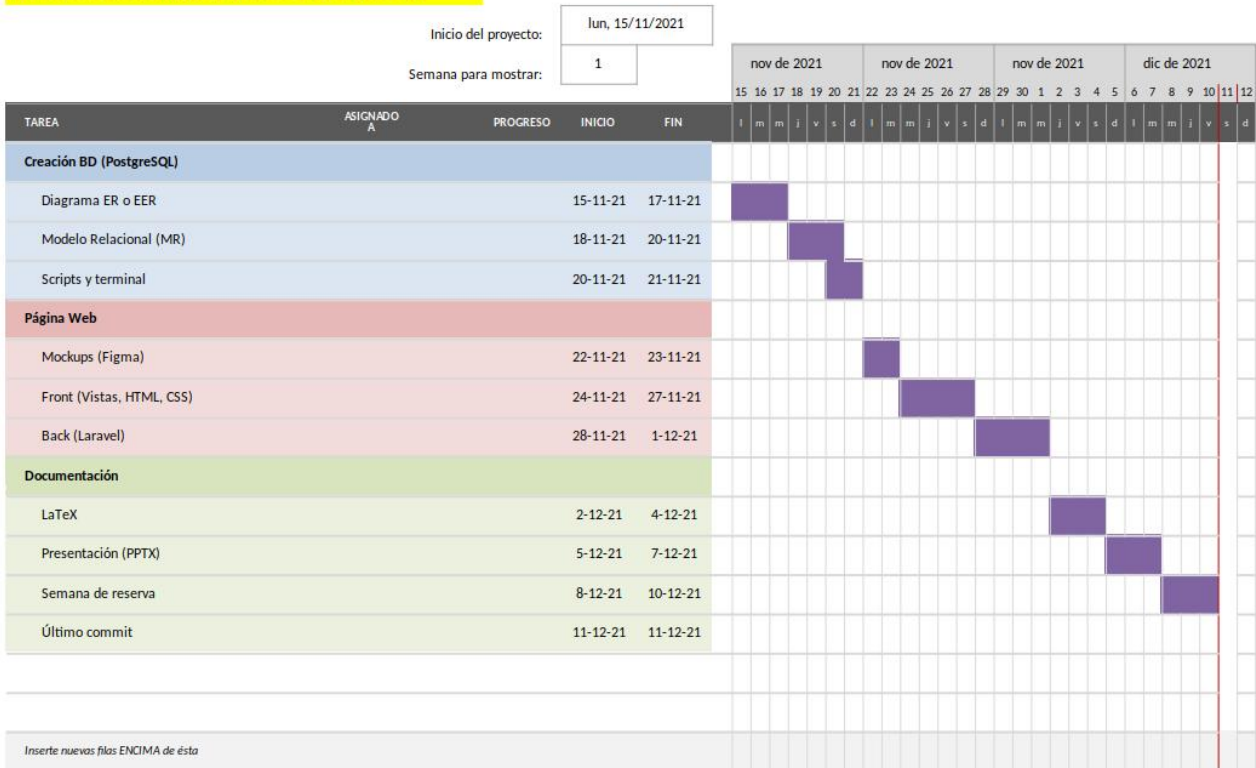 Inicio del proyecto: lun, 15/11/2021
Semana para mostrar: 1
nov de 2021 nov de 2021 nov de 2021 dic de 2021
15 16 17 18 19 20 21 22 23 24 25 26 27 28 29 30 1 2 3 4 5 6 7 8 9 10 11 12
TAREA ASIGNADO A PROGRESO INICIO FIN l m m j v s d l m m j v s d l m m j v s d l m m j v s d
Creación BD (PostgreSQL)
Diagrama ER o EER 15-11-21 17-11-21
Modelo Relacional (MR) 18-11-21 20-11-21
Scripts y terminal 20-11-21 21-11-21
Página Web
Mockups (Figma) 22-11-21 23-11-21
Front (Vistas, HTML, CSS) 24-11-21 27-11-21
Back (Laravel) 28-11-21 1-12-21
Documentación
LaTeX 2-12-21 4-12-21
Presentación (PPTX) 5-12-21 7-12-21
Semana de reserva 8-12-21 10-12-21
Último commit 11-12-21 11-12-21
Inserte nuevas filas ENCIMA de ésta